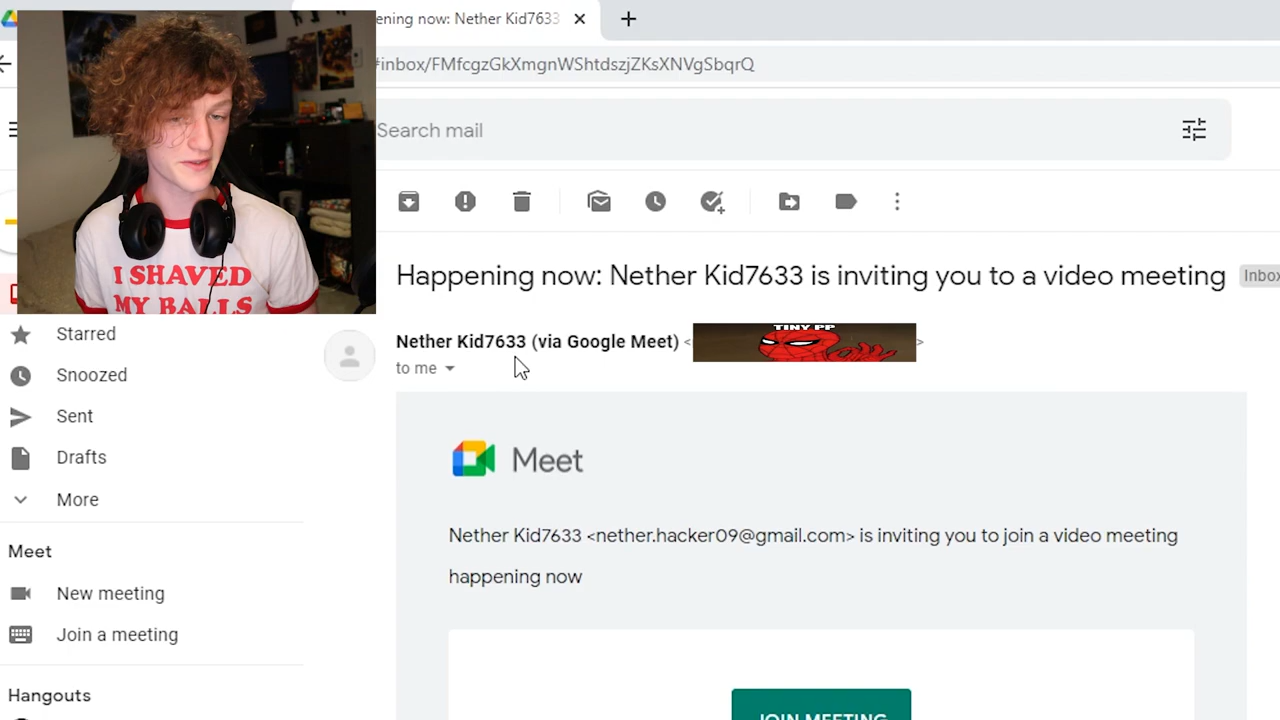 ening now: Nether Kid7633
#inbox/FMfcgzGkXmgnWShtdszjZKsXNVgSbqrQ
Search mail
I SHAVED
MY BALLS
Happening now: Nether Kid7633 is inviting you to a video meeting
Inbox
Nether Kid7633 (via Google Meet) < TINY PP >
to me
Starred
Snoozed
Sent
Drafts
More
Meet
New meeting
Join a meeting
Hangouts
Meet
Nether Kid7633 <nether.hacker09@gmail.com> is inviting you to join a video meeting
happening now
JOIN MEETING